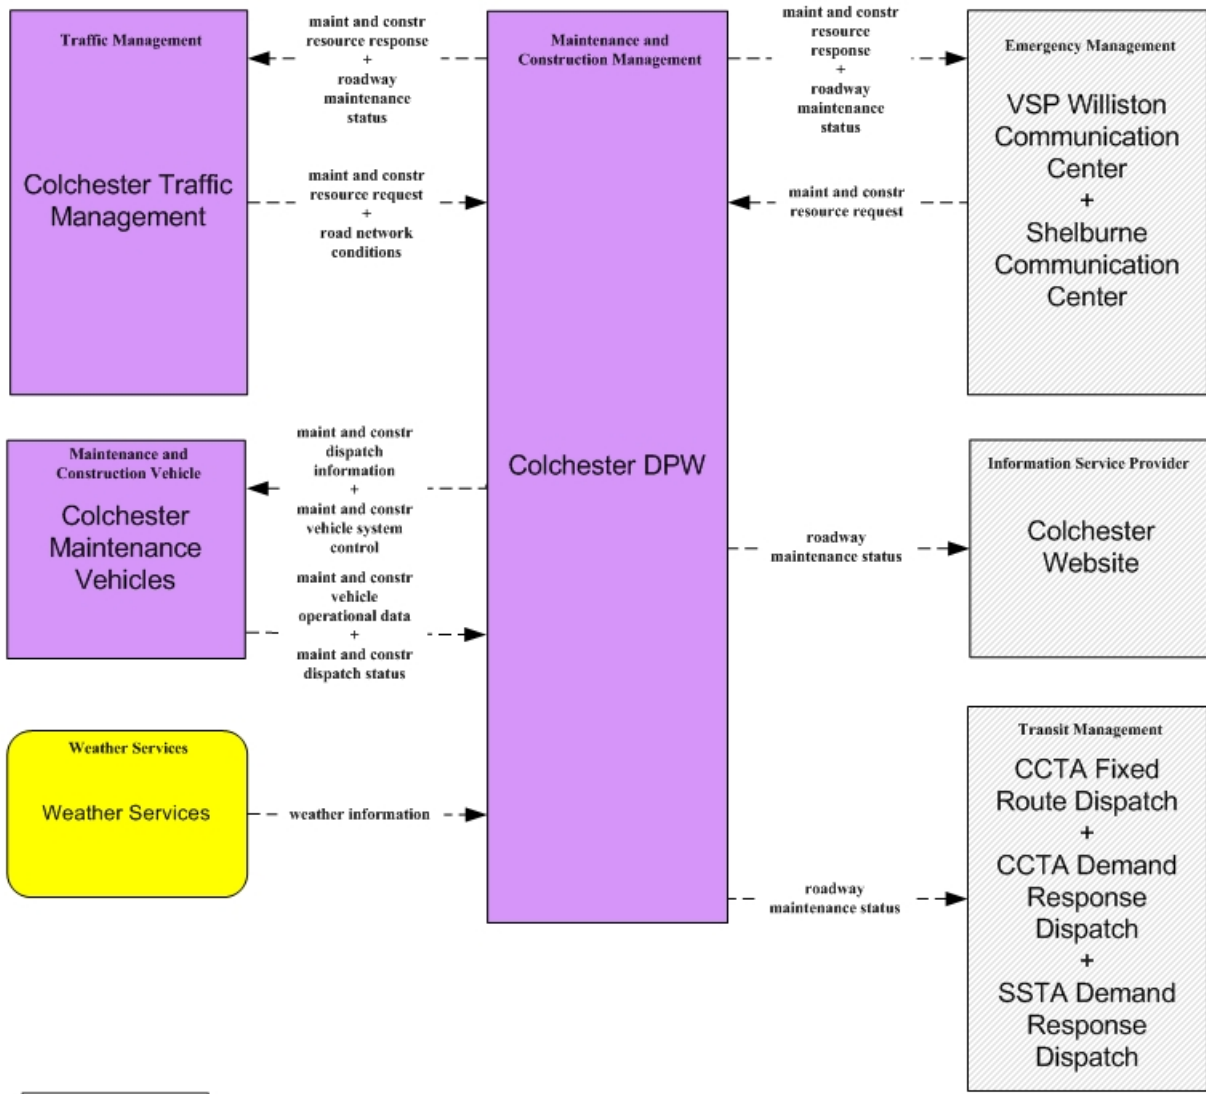 Traffic Management
Colchester Traffic
Management
maint and constr
resource response
+
roadway
maintenance
status
maint and constr
resource request
+
road network
conditions
Maintenance and
Construction Management
Colchester DPW
maint and constr
resource
response
+
roadway
maintenance
status
maint and constr
resource request
Emergency Management
VSP Williston
Communication
Center
+
Shelburne
Communication
Center
Maintenance and
Construction Vehicle
Colchester
Maintenance
Vehicles
maint and constr
dispatch
information
+
maint and constr
vehicle system
control
maint and constr
vehicle
operational data
+
maint and constr
dispatch status
roadway
maintenance status
Information Service Provider
Colchester
Website
Weather Services
Weather Services
weather information
roadway
maintenance status
Transit Management
CCTA Fixed
Route Dispatch
+
CCTA Demand
Response
Dispatch
+
SSTA Demand
Response
Dispatch